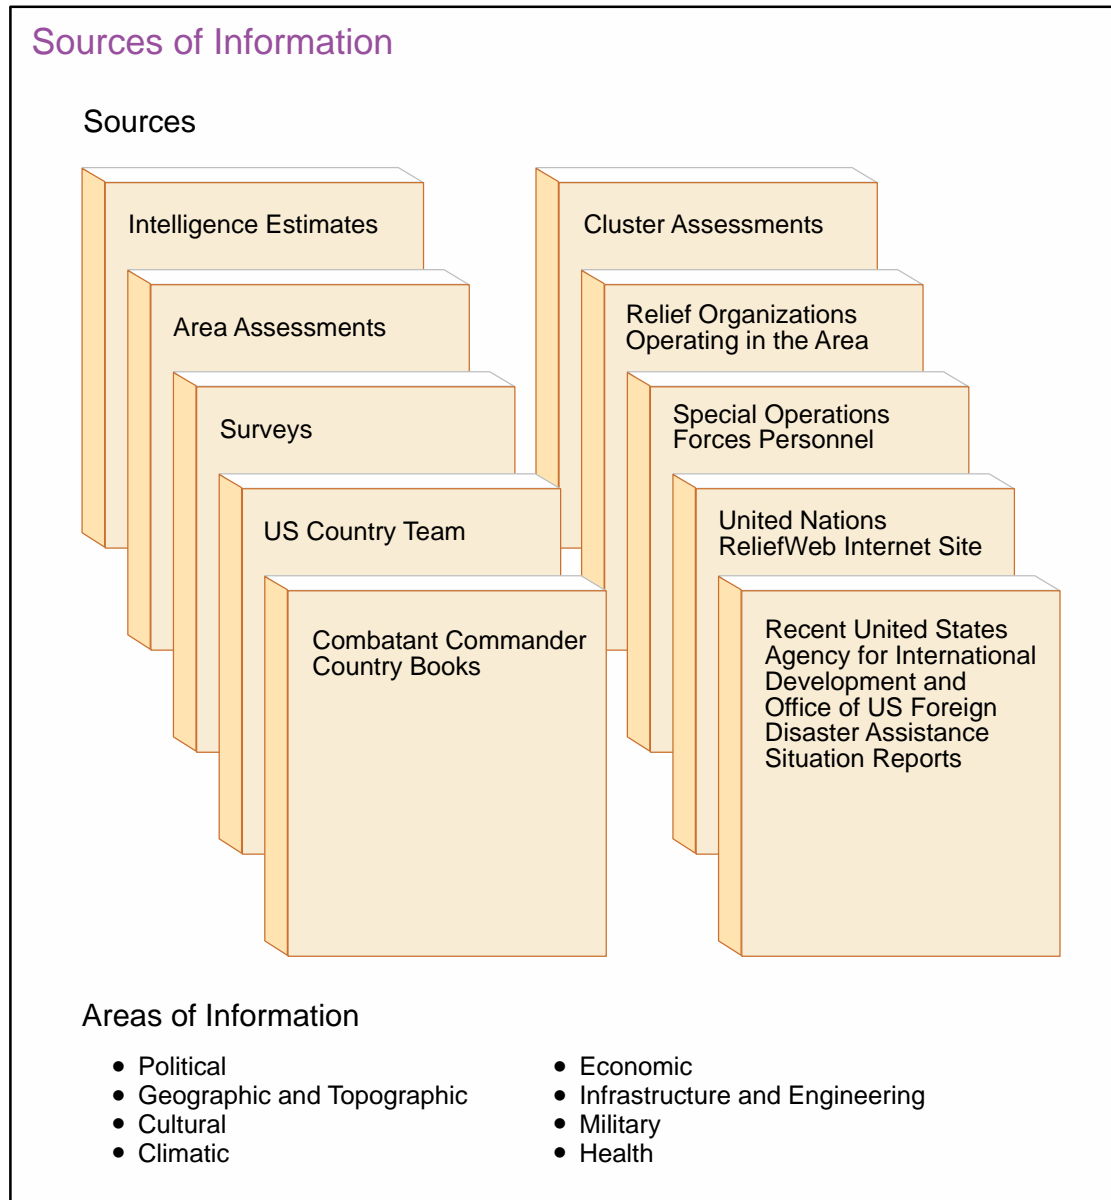 Sources of Information
Sources
Intelligence Estimates
Area Assessments
Surveys
US Country Team
Combatant Commander
Country Books
Cluster Assessments
Relief Organizations
Operating in the Area
Special Operations
Forces Personnel
United Nations
ReliefWeb Internet Site
Recent United States
Agency for International
Development and
Office of US Foreign
Disaster Assistance
Situation Reports
Areas of Information
• Political
• Geographic and Topographic
• Cultural
• Climatic
• Economic
• Infrastructure and Engineering
• Military
• Health